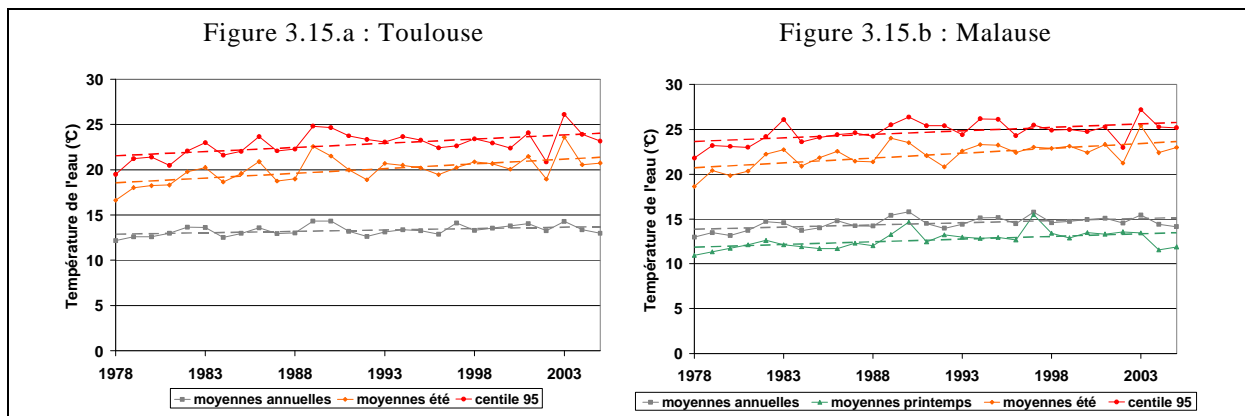 Figure 3.15.a : Toulouse
Température de l'eau (°C)
30
25
20
15
10
5
0
1978 1983 1988 1993 1998 2003
moyennes annuelles moyennes été centile 95
Figure 3.15.b : Malause
Température de l'eau (°C)
30
25
20
15
10
5
0
1978 1983 1988 1993 1998 2003
moyennes annuelles moyennes printemps moyennes été centile 95